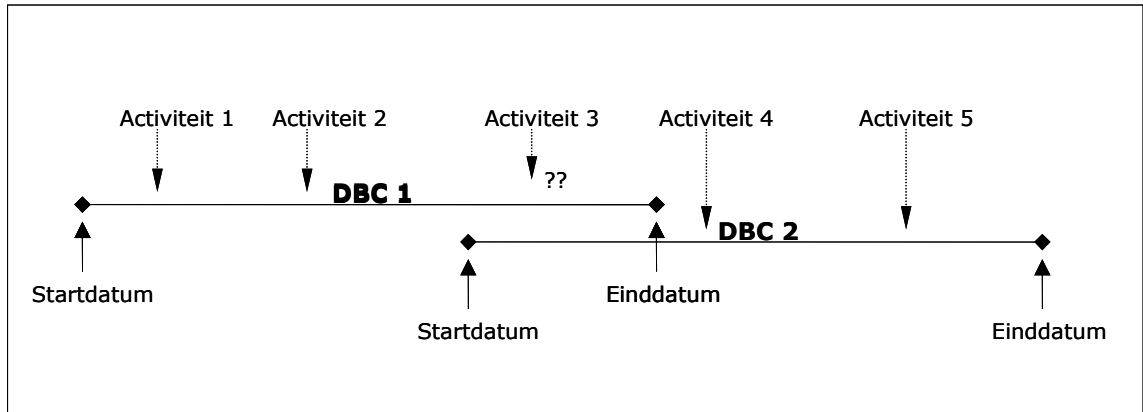 Activiteit 1 Activiteit 2 Activiteit 3 Activiteit 4 Activiteit 5
??
DBC 1
DBC 2
Startdatum Einddatum
Startdatum Einddatum